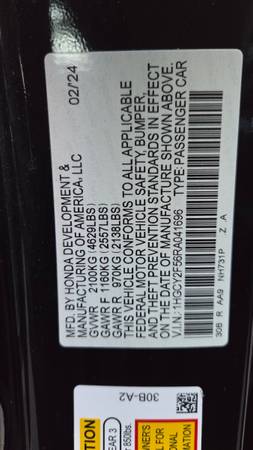 MFD. BY HONDA DEVELOPMENT & 02/24
MANUFACTURING OF AMERICA, LLC
GVWR 2100KG (4629LBS)
GAWR F 1160KG (2557LBS)
GAWR R 970KG (2138LBS)
THIS VEHICLE CONFORMS TO ALL APPLICABLE
FEDERAL MOTOR VEHICLE SAFETY, BUMPER,
AND THEFT PREVENTION STANDARDS IN EFFECT
ON THE DATE OF MANUFACTURE SHOWN ABOVE.
V.I.N.: 1HGCY2F56RA041696 TYPE: PASSENGER CAR
30B R AA9 NH731P Z A
30B-A2